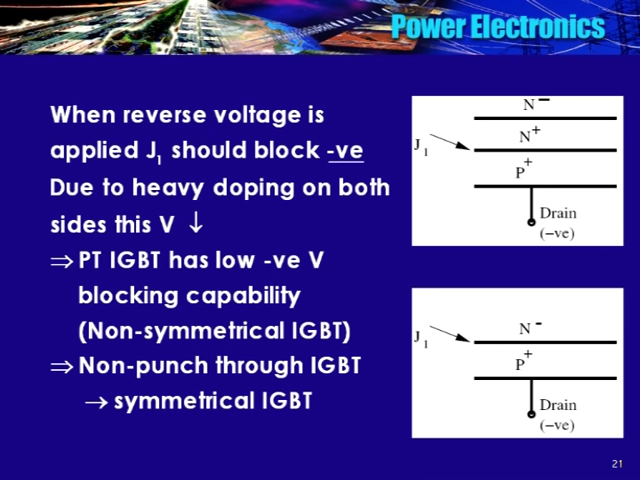 Power Electronics
When reverse voltage is
applied J1 should block -ve
Due to heavy doping on both
sides this V ↓
⇒ PT IGBT has low -ve V
blocking capability
(Non-symmetrical IGBT)
⇒ Non-punch through IGBT
→ symmetrical IGBT
N−
N+
J1
P+
Drain
(−ve)
N-
J1
P+
Drain
(−ve)
21